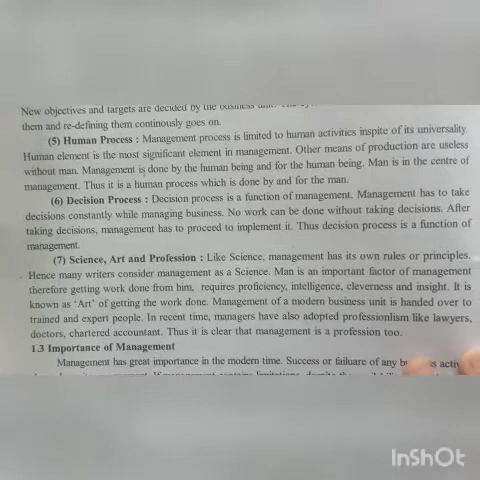 New objectives and targets are decided by the business
them and re-defining them continously goes on.
(5) Human Process : Management process is limited to human activities inspite of its universality.
Human element is the most significant element in management. Other means of production are useless
without man. Management is done by the human being and for the human being. Man is in the centre of
management. Thus it is a human process which is done by and for the man.
(6) Decision Process : Decision process is a function of management. Management has to take
decisions constantly while managing business. No work can be done without taking decisions. After
taking decisions, management has to proceed to implement it. Thus decision process is a function of
management.
(7) Science, Art and Profession : Like Science, management has its own rules or principles.
Hence many writers consider management as a Science. Man is an important factor of management
therefore getting work done from him, requires proficiency, intelligence, cleverness and insight. It is
known as 'Art' of getting the work done. Management of a modern business unit is handed over to
trained and expert people. In recent time, managers have also adopted professionlism like lawyers,
doctors, chartered accountant. Thus it is clear that management is a profession too.
1.3 Importance of Management
Management has great importance in the modern time. Success or failuare of any
InShOt